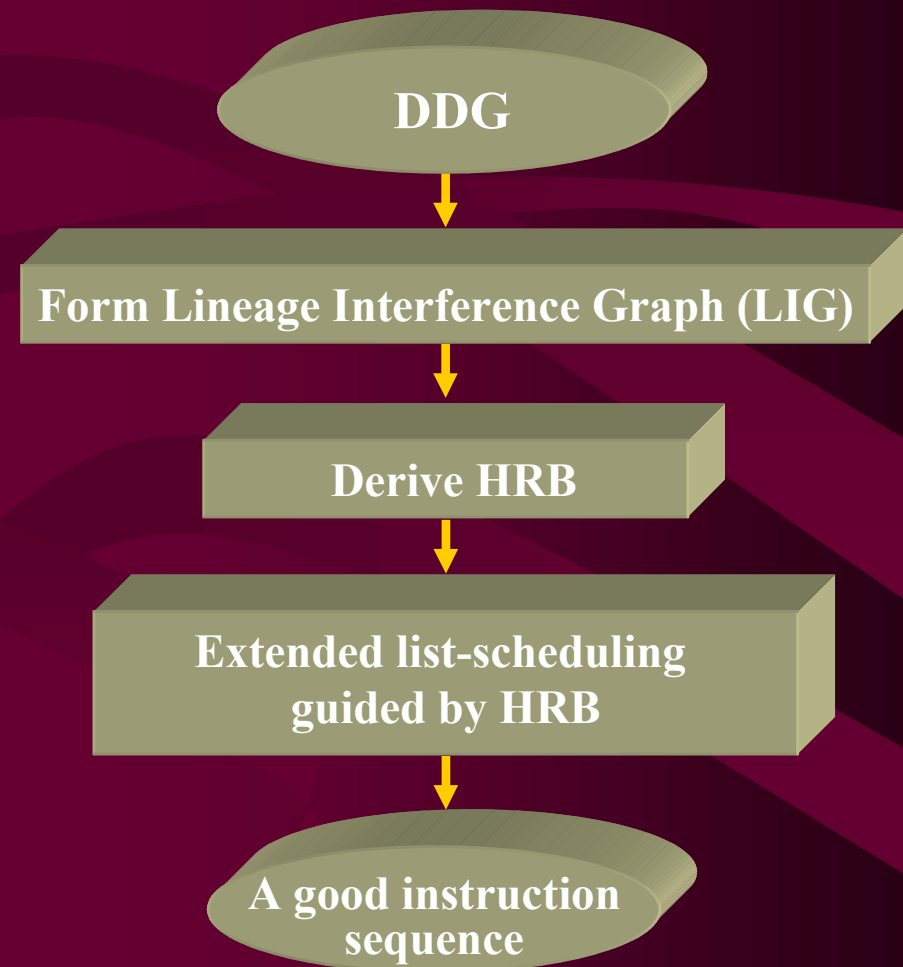 DDG
Form Lineage Interference Graph (LIG)
Derive HRB
Extended list-scheduling
guided by HRB
A good instruction
sequence